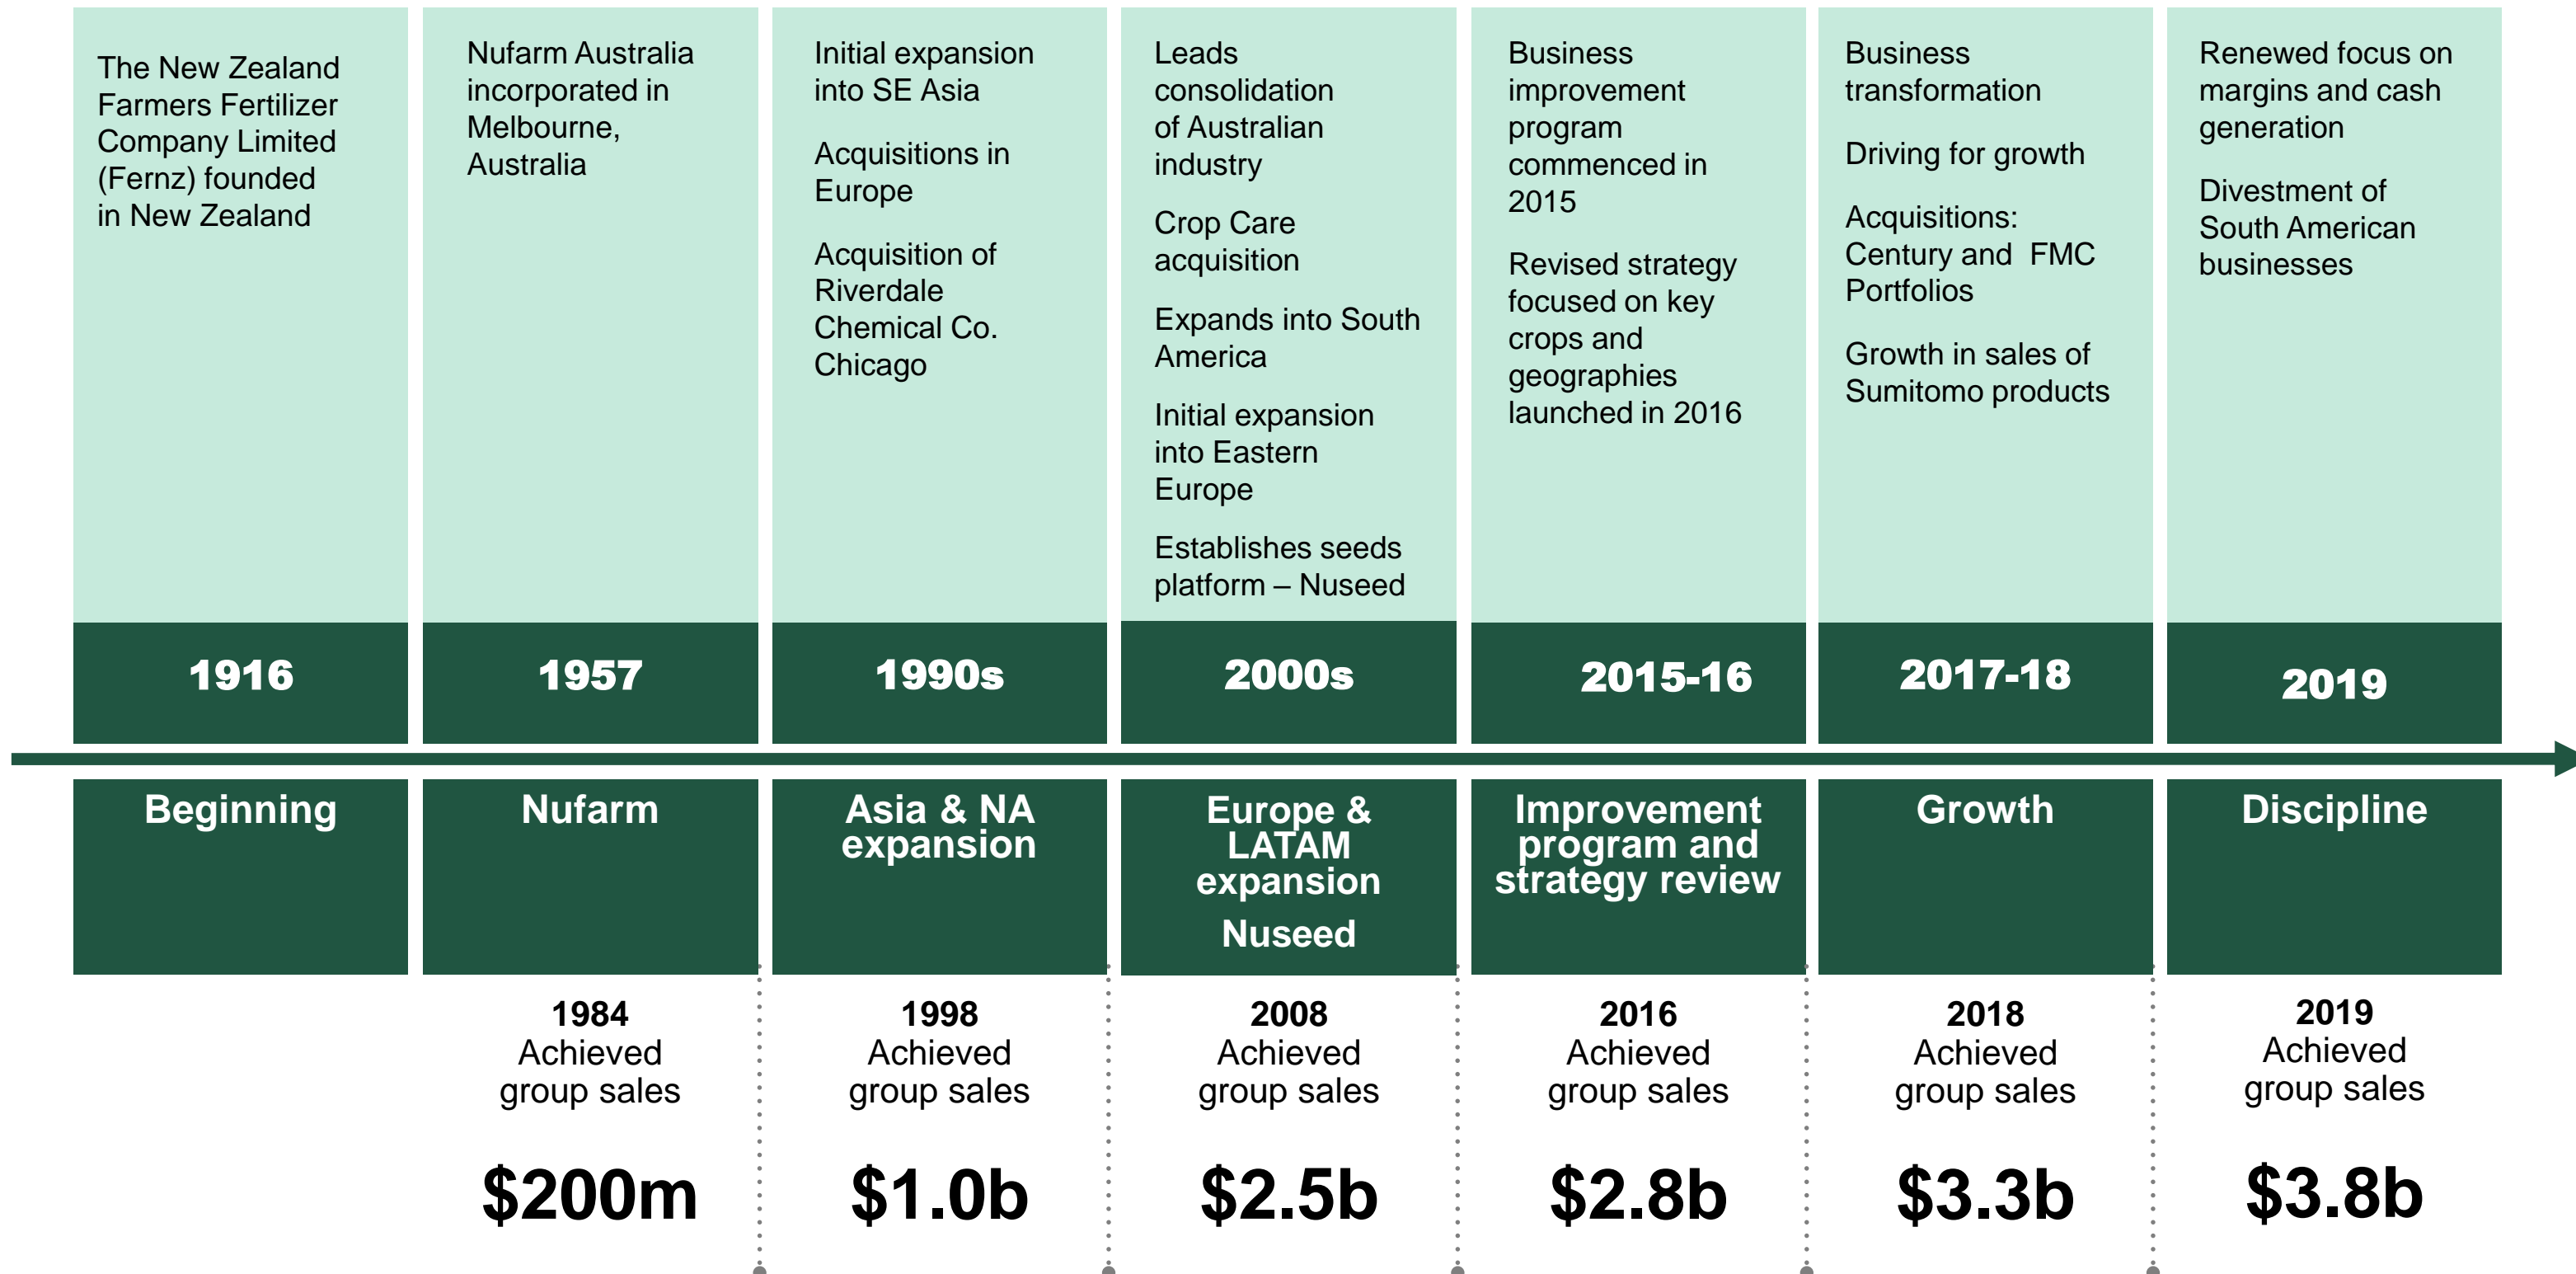 The New Zealand
Farmers Fertilizer
Company Limited
(Fernz) founded
in New Zealand
1916
Beginning
Nufarm Australia
incorporated in
Melbourne,
Australia
1957
Nufarm
1984
Achieved
group sales
$200m
Initial expansion
into SE Asia
Acquisitions in
Europe
Acquisition of
Riverdale
Chemical Co.
Chicago
1990s
Asia & NA
expansion
1998
Achieved
group sales
$1.0b
Leads
consolidation
of Australian
industry
Crop Care
acquisition
Expands into South
America
Initial expansion
into Eastern
Europe
Establishes seeds
platform – Nuseed
2000s
Europe &
LATAM
expansion
Nuseed
2008
Achieved
group sales
$2.5b
Business
improvement
program
commenced in
2015
Revised strategy
focused on key
crops and
geographies
launched in 2016
2015-16
Improvement
program and
strategy review
2016
Achieved
group sales
$2.8b
Business
transformation
Driving for growth
Acquisitions:
Century and  FMC
Portfolios
Growth in sales of
Sumitomo products
2017-18
Growth
2018
Achieved
group sales
$3.3b
Renewed focus on
margins and cash
generation
Divestment of
South American
businesses
2019
Discipline
2019
Achieved
group sales
$3.8b